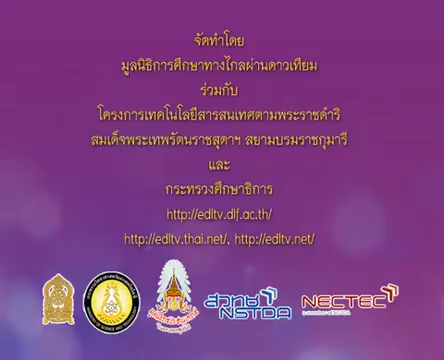 จัดทำโดย
มูลนิธิการศึกษาทางไกลผ่านดาวเทียม
ร่วมกับ
โครงการเทคโนโลยีสารสนเทศตามพระราชดำริ
สมเด็จพระเทพรัตนราชสุดาฯ สยามบรมราชกุมารี
และ
กระทรวงศึกษาธิการ
http://edltv.dlf.ac.th/
http://edltv.thai.net/, http://edltv.net/
สวทช
NSTDA
NECTEC
a member of NSTDA